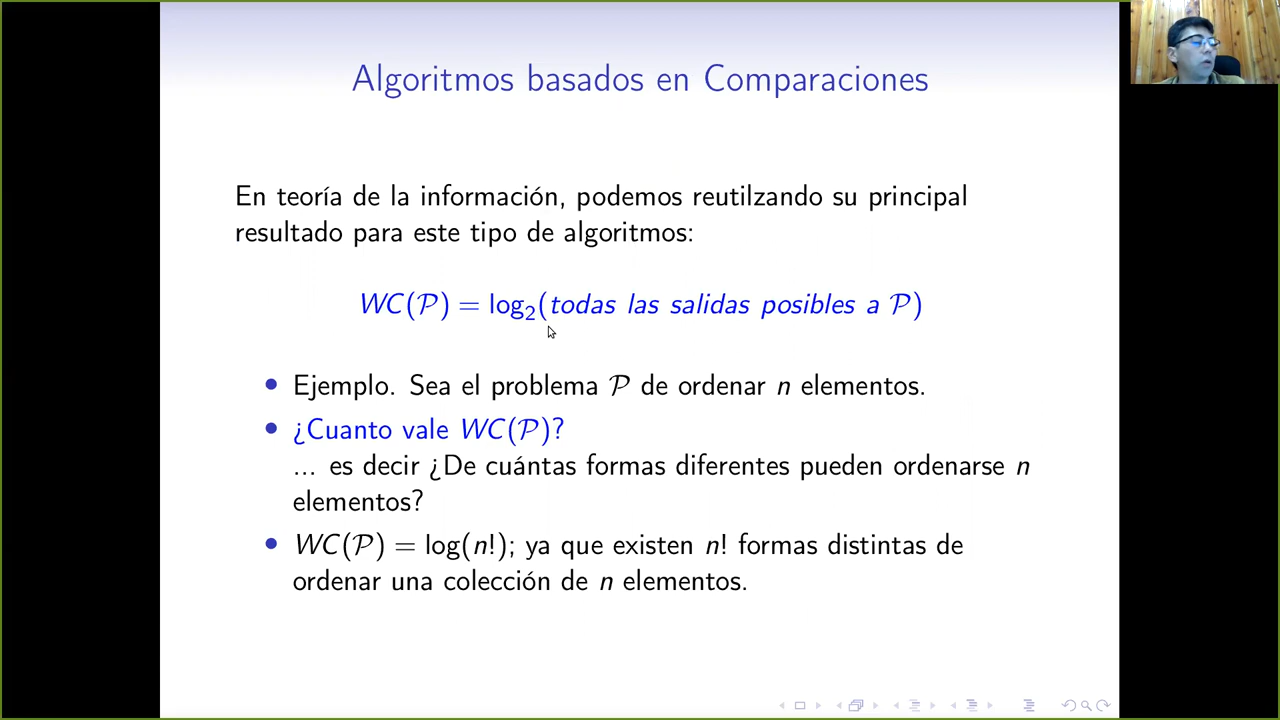 Algoritmos basados en Comparaciones
En teoría de la información, podemos reutilzando su principal
resultado para este tipo de algoritmos:
WC(𝒫) = log₂(todas las salidas posibles a 𝒫)
• Ejemplo. Sea el problema 𝒫 de ordenar n elementos.
• ¿Cuanto vale WC(𝒫)?
... es decir ¿De cuántas formas diferentes pueden ordenarse n
elementos?
• WC(𝒫) = log(n!); ya que existen n! formas distintas de
ordenar una colección de n elementos.